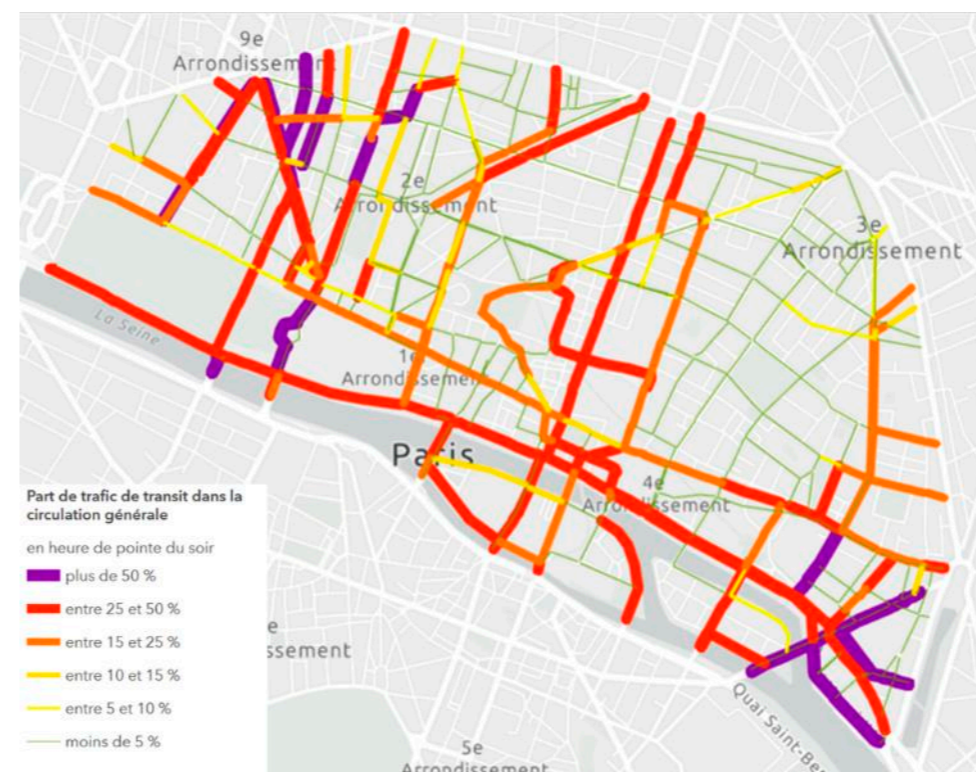 9e
Arrondissement
2e
Arrondissement
3e
Arrondissement
La Seine
1e
Arrondissement
Paris
4e
Arrondissement
Part de trafic de transit dans la
circulation générale
en heure de pointe du soir
plus de 50 %
entre 25 et 50 %
entre 15 et 25 %
entre 10 et 15 %
entre 5 et 10 %
moins de 5 %
e
ssement
Quai Saint-Be
5e
Arrondissement